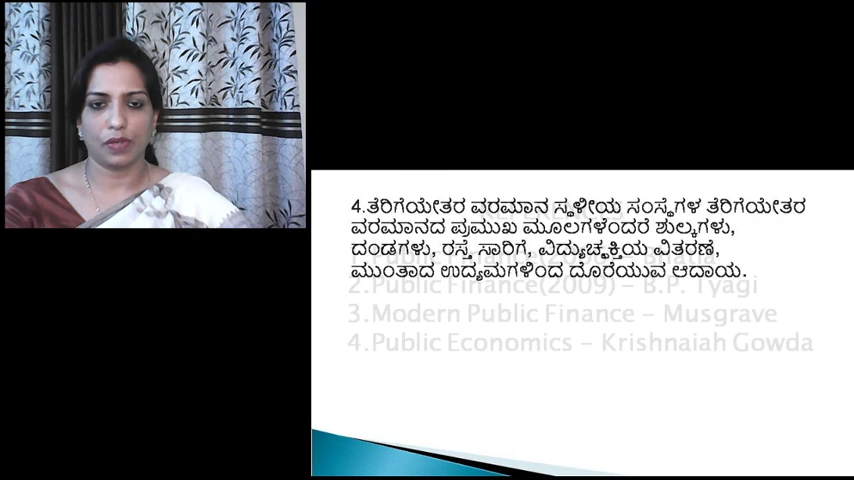 4.ತೆರಿಗೆಯೇತರ ವರಮಾನ ಸ್ಥಳೀಯ ಸಂಸ್ಥೆಗಳ ತೆರಿಗೆಯೇತರ
ವರಮಾನದ ಪ್ರಮುಖ ಮೂಲಗಳೆಂದರೆ ಶುಲ್ಕಗಳು,
ದಂಡಗಳು, ರಸ್ತೆ ಸಾರಿಗೆ, ವಿದ್ಯುಚ್ಛಕ್ತಿಯ ವಿತರಣೆ,
ಮುಂತಾದ ಉದ್ಯಮಗಳಿಂದ ದೊರೆಯುವ ಆದಾಯ.
2.Public Finance(2009) - B.P. Tyagi
3.Modern Public Finance - Musgrave
4.Public Economics - Krishnaiah Gowda